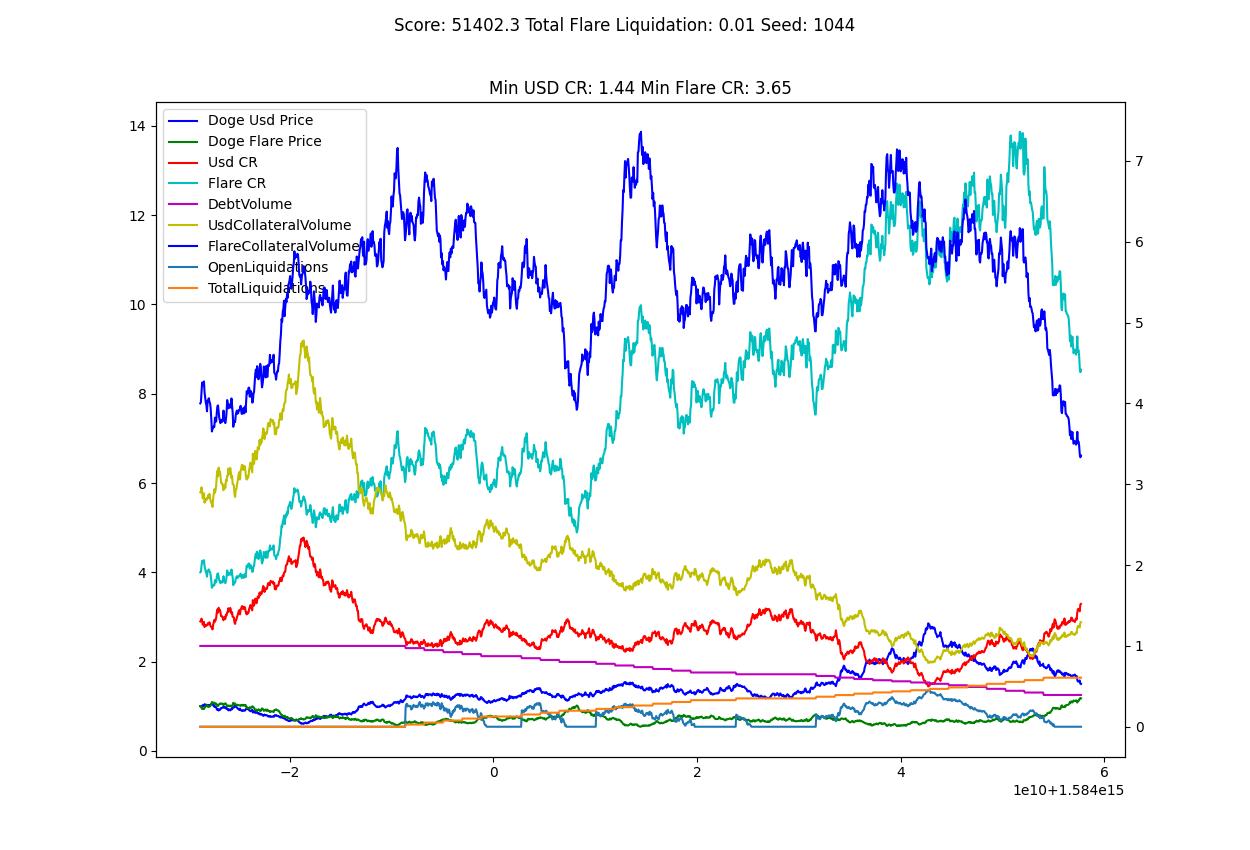 Score: 51402.3 Total Flare Liquidation: 0.01 Seed: 1044
Min USD CR: 1.44 Min Flare CR: 3.65
Doge Usd Price
Doge Flare Price
Usd CR
Flare CR
DebtVolume
UsdCollateralVolume
FlareCollateralVolume
OpenLiquidations
TotalLiquidations
14
12
10
8
6
4
2
0
7
6
5
4
3
2
1
0
−2
0
2
4
6
1e10+1.584e15